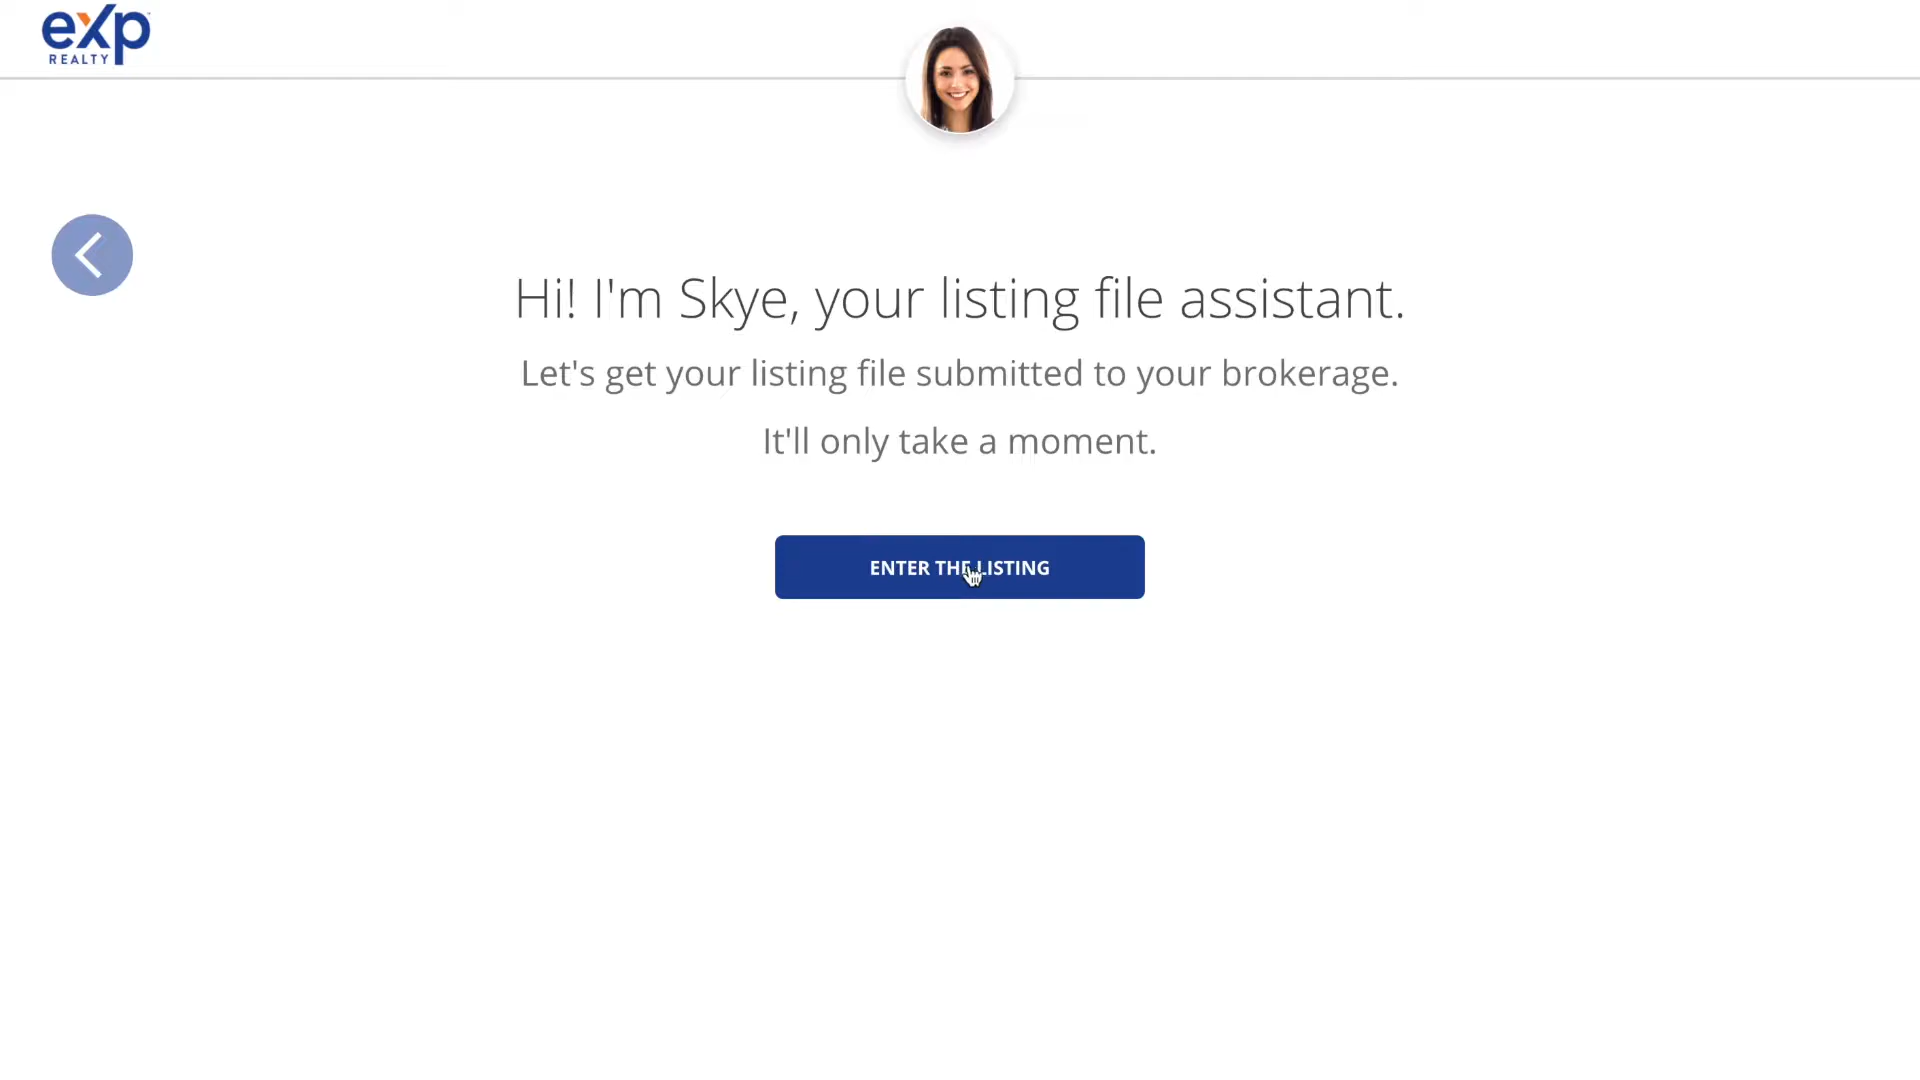 eXp
REALTY
Hi! I'm Skye, your listing file assistant.
Let's get your listing file submitted to your brokerage.
It'll only take a moment.
ENTER THE LISTING